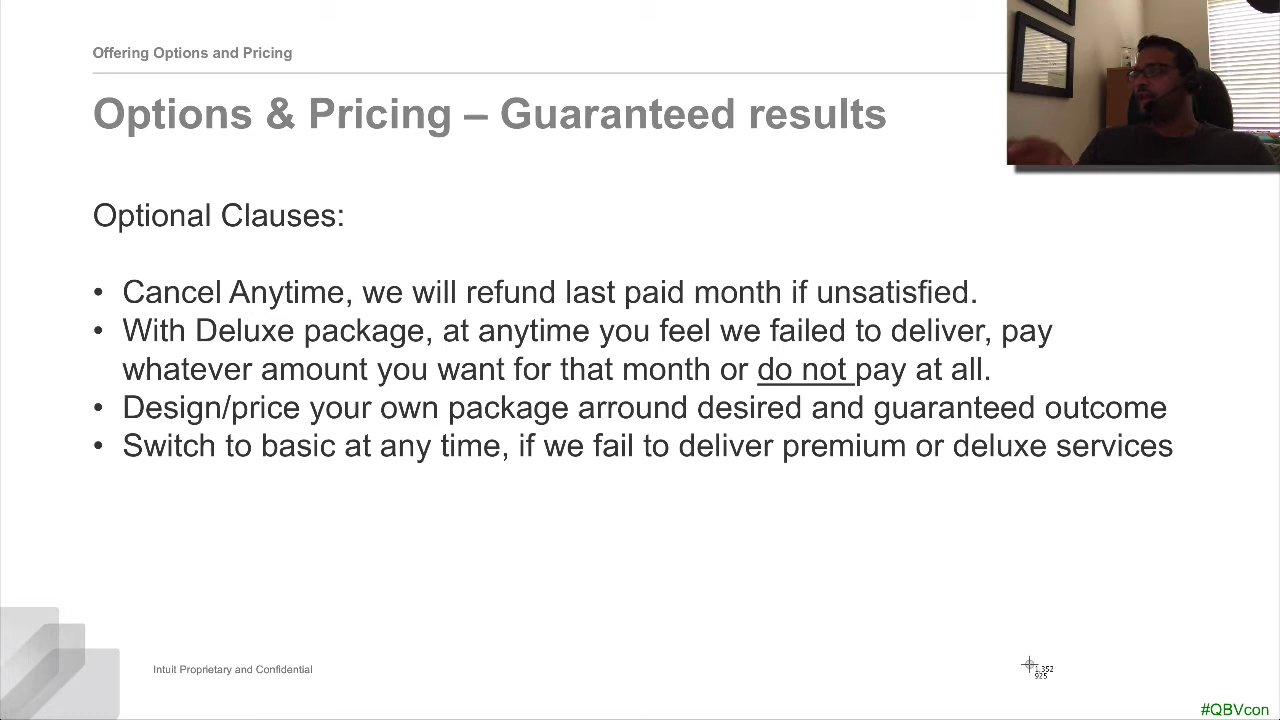 Offering Options and Pricing
Options & Pricing – Guaranteed results
Optional Clauses:
• Cancel Anytime, we will refund last paid month if unsatisfied.
• With Deluxe package, at anytime you feel we failed to deliver, pay
whatever amount you want for that month or do not pay at all.
• Design/price your own package arround desired and guaranteed outcome
• Switch to basic at any time, if we fail to deliver premium or deluxe services
Intuit Proprietary and Confidential
1,352
925
#QBVcon